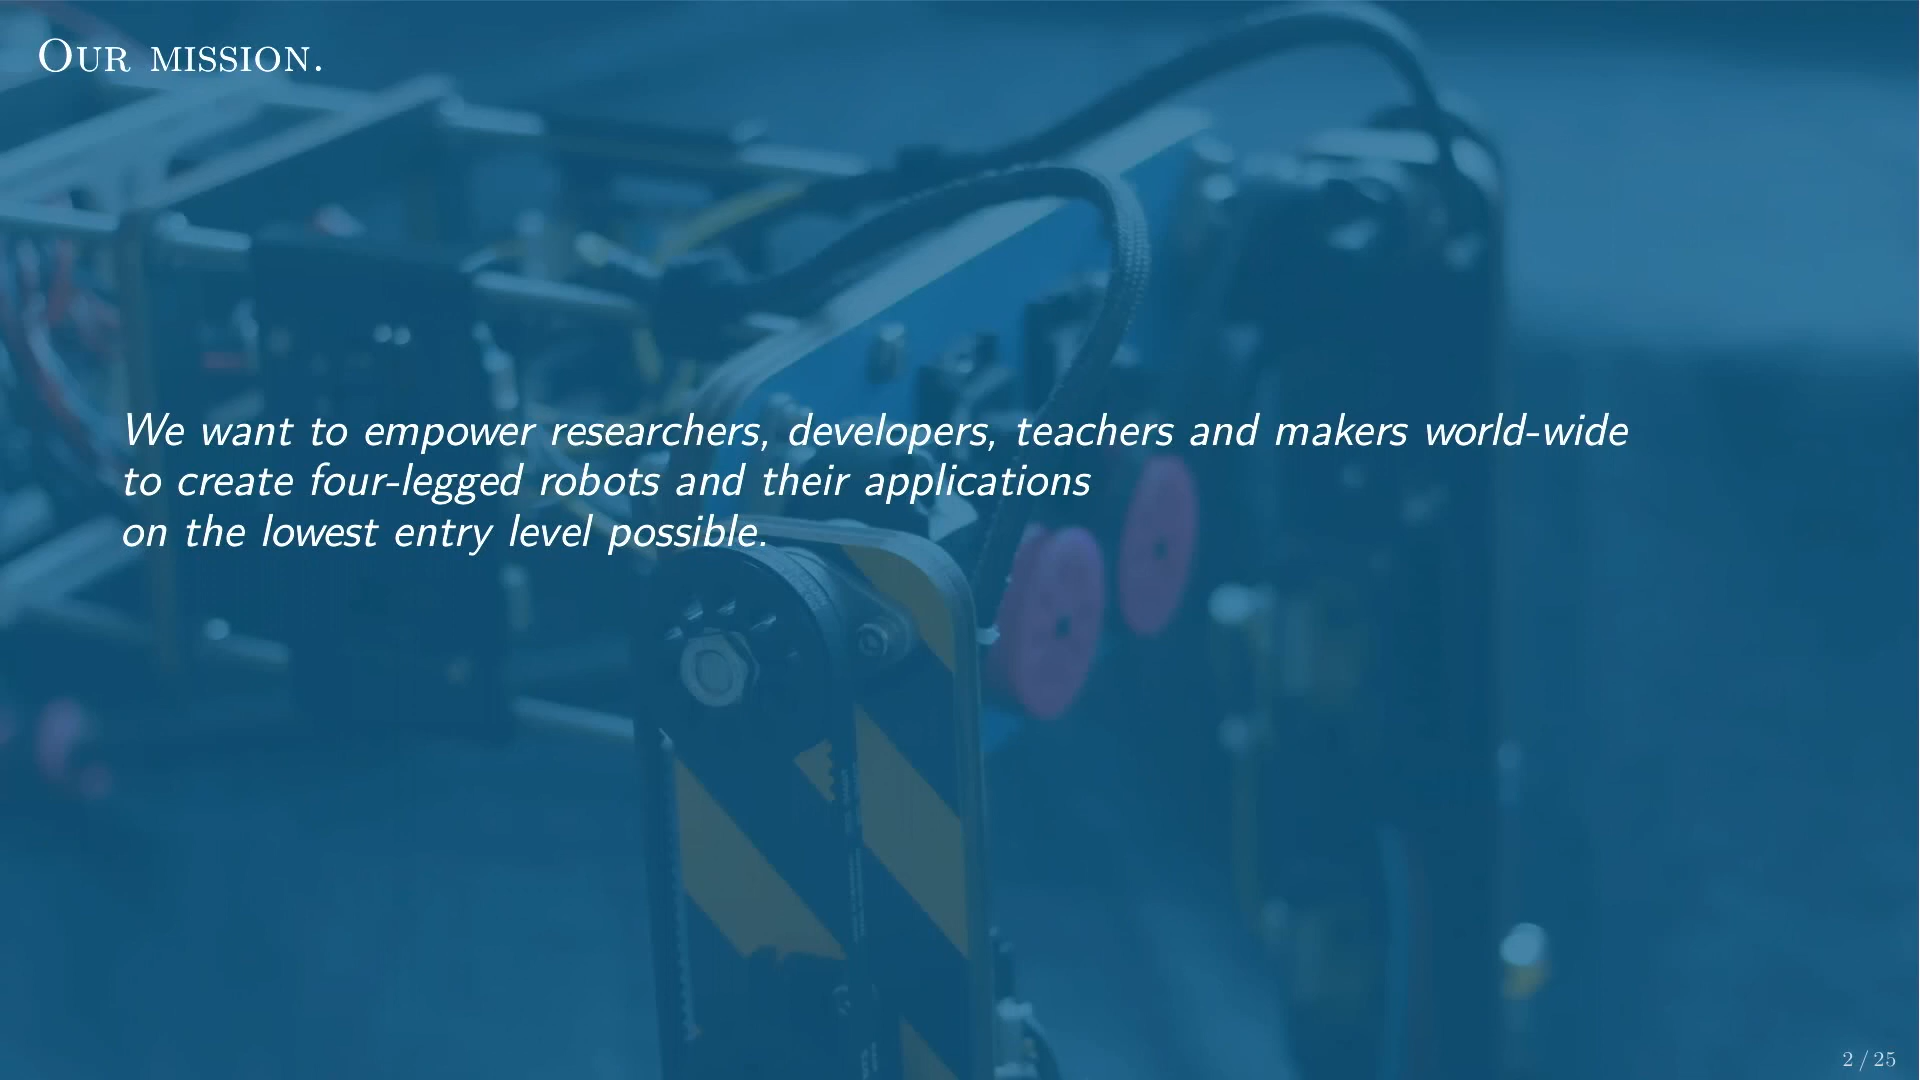 Our mission.
We want to empower researchers, developers, teachers and makers world-wide
to create four-legged robots and their applications
on the lowest entry level possible.
2 / 25